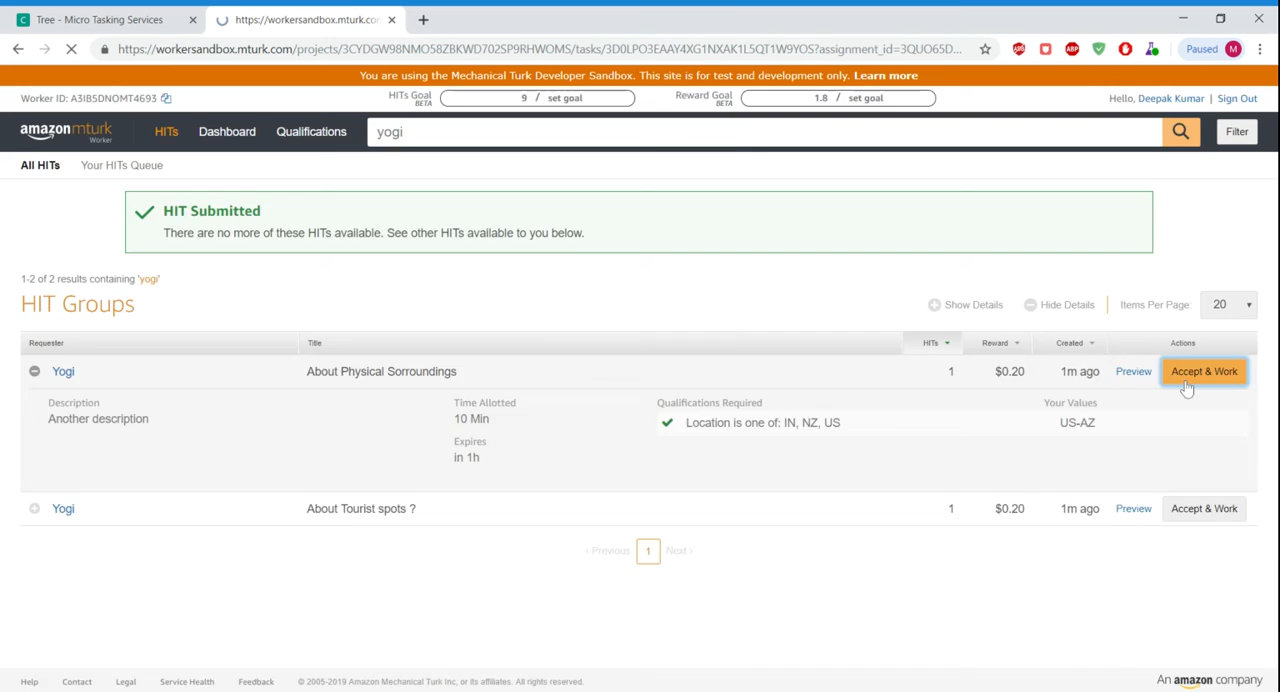 Tree - Micro Tasking Services
https://workersandbox.mturk.co
https://workersandbox.mturk.com/projects/3CYDGW98NMO58ZBKWD702SP9RHWOMS/tasks/3D0LPO3EAAY4XG1NXAK1L5QT1W9YOS?assignment_id=3QUO65D...
ABP
Paused M
You are using the Mechanical Turk Developer Sandbox. This site is for test and development only. Learn more
Worker ID: A3IB5DNOMT4693
HITs Goal BETA 9 / set goal
Reward Goal BETA 1.8 / set goal
Hello, Deepak Kumar | Sign Out
amazon mturk Worker
HITs Dashboard Qualifications
yogi
Filter
All HITs Your HITs Queue
HIT Submitted
There are no more of these HITs available. See other HITs available to you below.
1-2 of 2 results containing 'yogi'
HIT Groups
Show Details Hide Details Items Per Page: 20
Requester Title HITs Reward Created Actions
Yogi About Physical Sorroundings 1 $0.20 1m ago Preview Accept & Work
Description Time Allotted Qualifications Required Your Values
Another description 10 Min Location is one of: IN, NZ, US US-AZ
Expires
in 1h
Yogi About Tourist spots ? 1 $0.20 1m ago Preview Accept & Work
‹ Previous 1 Next ›
Help Contact Legal Service Health Feedback © 2005-2019 Amazon Mechanical Turk Inc, or its affiliates. All rights reserved. An amazon company